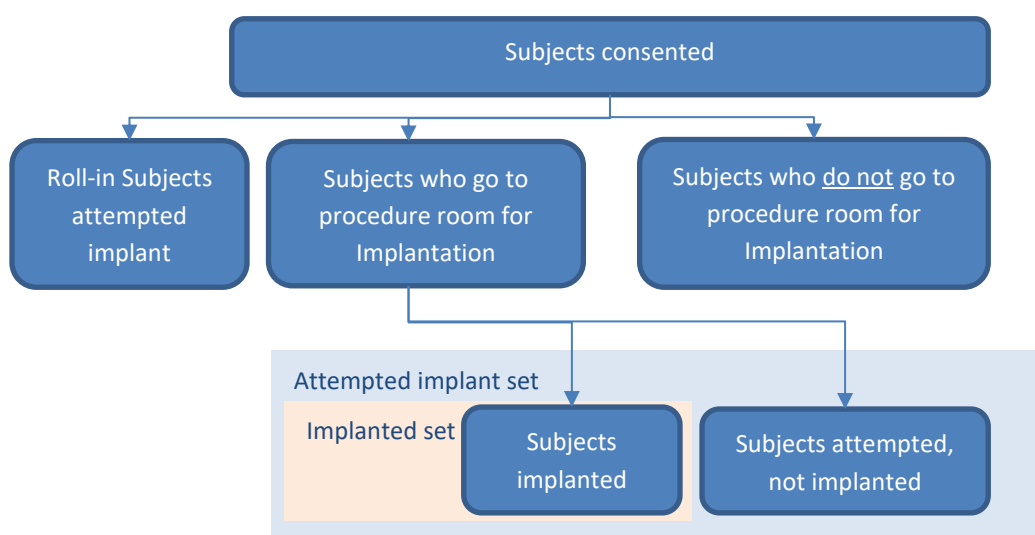 Subjects consented
Roll-in Subjects
attempted
implant
Subjects who go to
procedure room for
Implantation
Subjects who do not go to
procedure room for
Implantation
Attempted implant set
Implanted set
Subjects
implanted
Subjects attempted,
not implanted